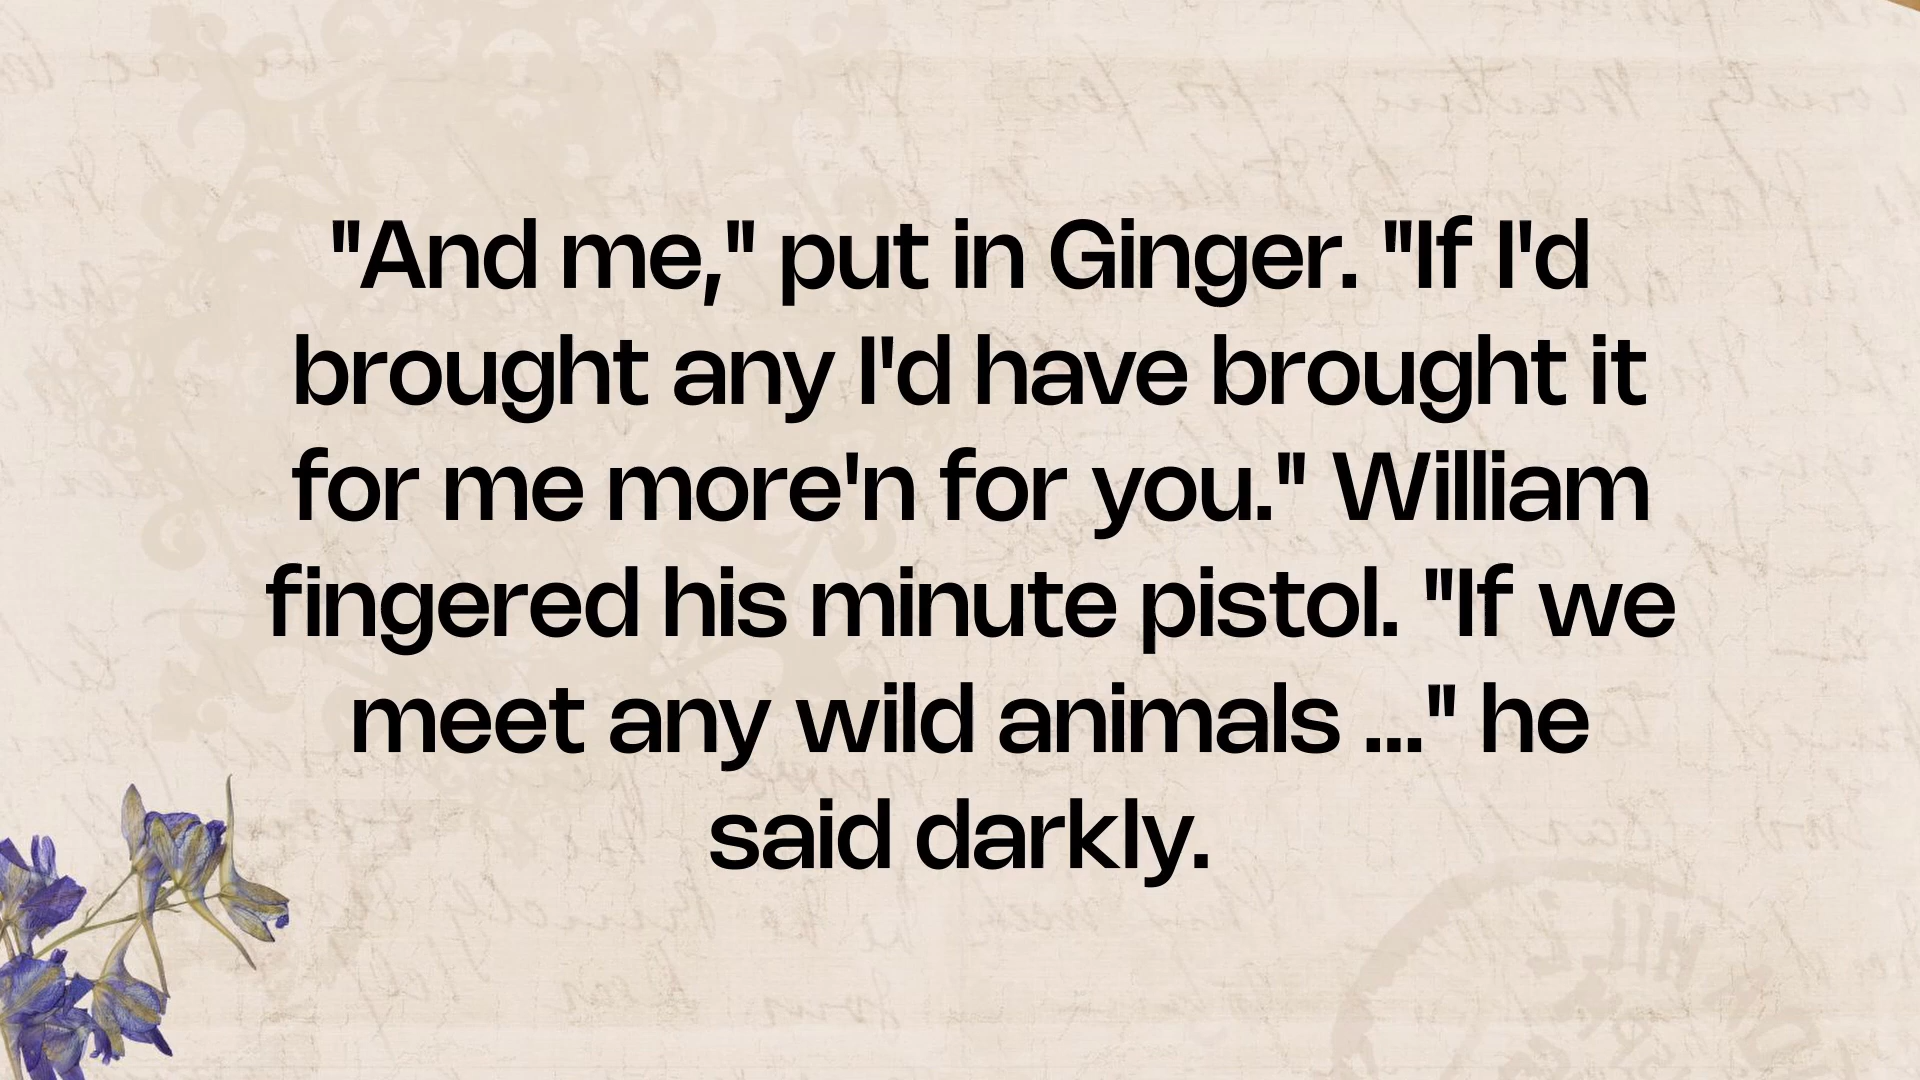 "And me," put in Ginger. "If I'd
brought any I'd have brought it
for me more'n for you." William
fingered his minute pistol. "If we
meet any wild animals ..." he
said darkly.